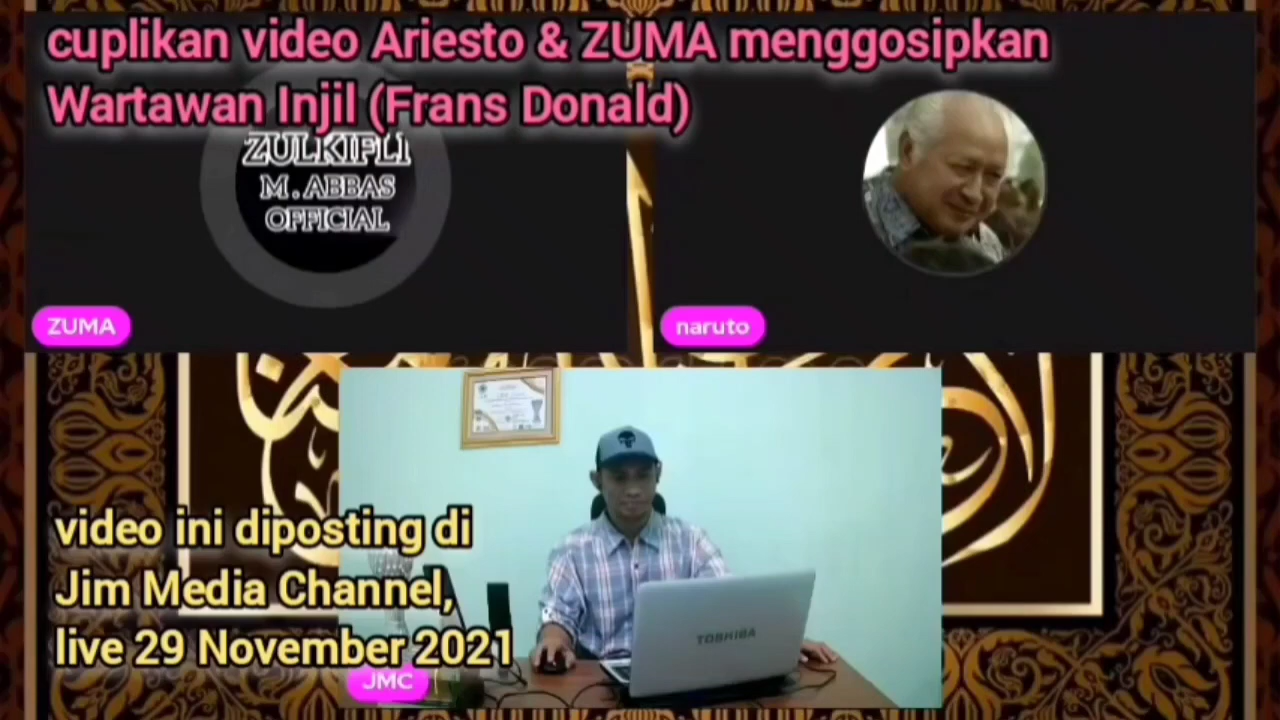 cuplikan video Ariesto & ZUMA menggosipkan
Wartawan Injil (Frans Donald)
ZULKIFLI
M. ABBAS
OFFICIAL
ZUMA
naruto
video ini diposting di
Jim Media Channel,
live 29 November 2021
TOSHIBA
JMC